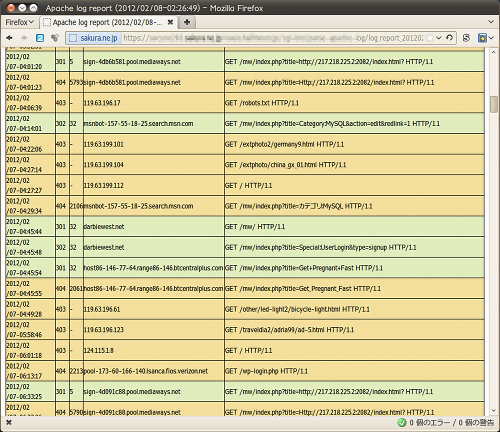 Apache log report (2012/02/08-02:26:49) - Mozilla Firefox
Firefox Apache log report (2012/02/08-...
sakura.ne.jp https:// log/log_report_20120
2012/02 /07-04:01:20 301 5 sign-4db6b581.pool.mediaways.net GET /mw/index.php?title=http://217.218.225.2:2082/index.html? HTTP/1.1
2012/02 /07-04:01:23 404 5793 sign-4db6b581.pool.mediaways.net GET /mw/index.php?title=Http://217.218.225.2:2082/index.html? HTTP/1.1
2012/02 /07-04:06:39 403 - 119.63.196.17 GET /robots.txt HTTP/1.1
2012/02 /07-04:14:01 302 32 msnbot-157-55-18-25.search.msn.com GET /mw/index.php?title=Category:MySQL&action=edit&redlink=1 HTTP/1.1
2012/02 /07-04:22:06 403 - 119.63.199.101 GET /extphoto2/germany9.html HTTP/1.1
2012/02 /07-04:27:14 403 - 119.63.199.104 GET /extphoto/china_gx_01.html HTTP/1.1
2012/02 /07-04:27:27 403 - 119.63.199.112 GET / HTTP/1.1
2012/02 /07-04:29:34 404 2106 msnbot-157-55-18-25.search.msn.com GET /mw/index.php?title=カテゴリ:MySQL HTTP/1.1
2012/02 /07-04:45:44 301 32 darbiewest.net GET /mw/ HTTP/1.1
2012/02 /07-04:45:48 302 32 darbiewest.net GET /mw/index.php?title=Special:UserLogin&type=signup HTTP/1.1
2012/02 /07-04:45:54 301 32 host86-146-77-64.range86-146.btcentralplus.com GET /mw/index.php?title=Get+Pregnant+Fast HTTP/1.1
2012/02 /07-04:45:55 404 2061 host86-146-77-64.range86-146.btcentralplus.com GET /mw/index.php?title=Get_Pregnant_Fast HTTP/1.1
2012/02 /07-04:49:28 403 - 119.63.196.61 GET /other/led-light2/bicycle-light.html HTTP/1.1
2012/02 /07-05:58:46 403 - 119.63.196.123 GET /traveldia2/adria99/ad-5.html HTTP/1.1
2012/02 /07-06:01:18 403 - 124.115.1.8 GET / HTTP/1.1
2012/02 /07-06:13:17 404 2213 pool-173-60-166-140.lsanca.fios.verizon.net GET /wp-login.php HTTP/1.1
2012/02 /07-06:33:25 301 5 sign-4d091c88.pool.mediaways.net GET /mw/index.php?title=http://217.218.225.2:2082/index.html? HTTP/1.1
2012/02 404 5790 sign-4d091c88.pool.mediaways.net GET /mw/index.php?title=Http://217.218.225.2:2082/index.html? HTTP/1.1
0 個のエラー / 0 個の警告